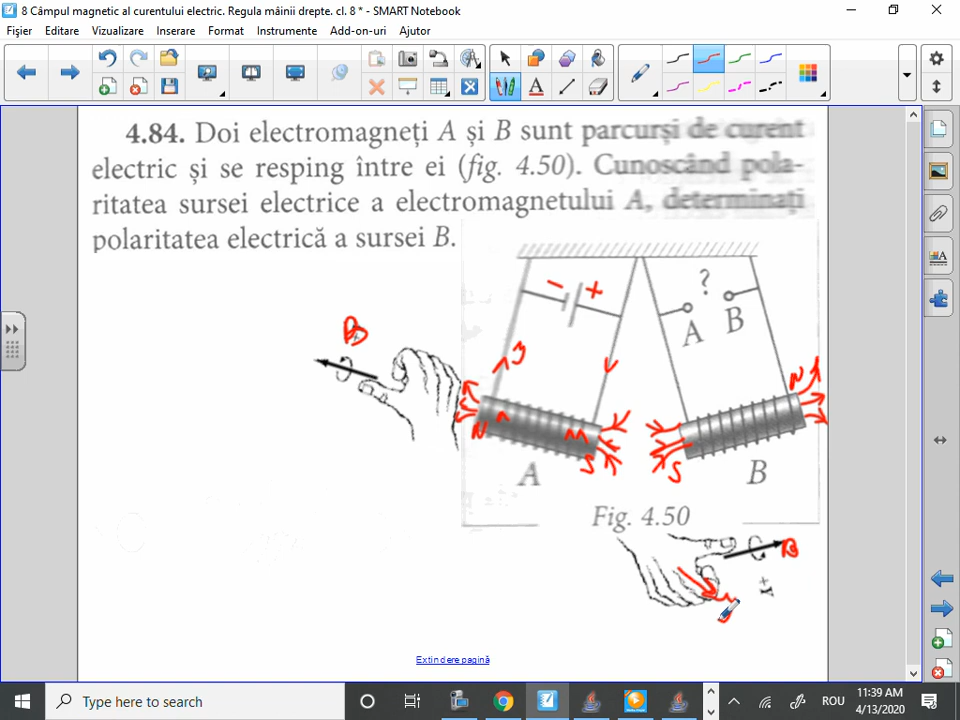 8 Câmpul magnetic al curentului electric. Regula mâinii drepte. cl. 8 * - SMART Notebook
Fișier Editare Vizualizare Inserare Format Instrumente Add-on-uri Ajutor
4.84. Doi electromagneți A și B sunt parcurși de curent
electric și se resping între ei (fig. 4.50). Cunoscând pola-
ritatea sursei electrice a electromagnetului A, determinați
polaritatea electrică a sursei B.
- +
?
A B
B
N
N
S
S
A
B
Fig. 4.50
B
Extindere pagină
Type here to search
ROU
11:39 AM
4/13/2020